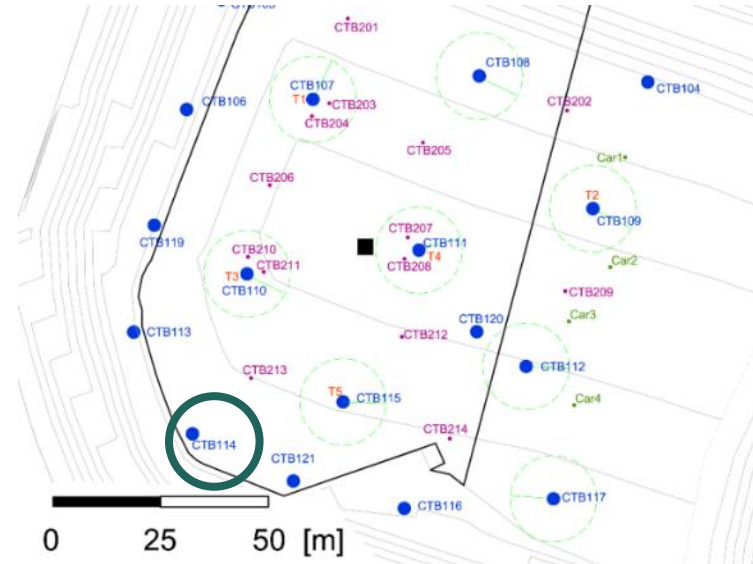 CTB201
CTB108
CTB107
T1
CTB203
CTB204
CTB104
CTB202
CTB106
CTB205
Car1
CTB206
T2
CTB109
CTB207
CTB119
CTB111
T4
CTB210
CTB208
CTB211
T3
CTB110
Car2
CTB209
CTB113
CTB120
CTB212
Car3
CTB112
CTB213
T5
CTB115
Car4
CTB114
CTB214
CTB121
CTB117
CTB116
0 25 50 [m]